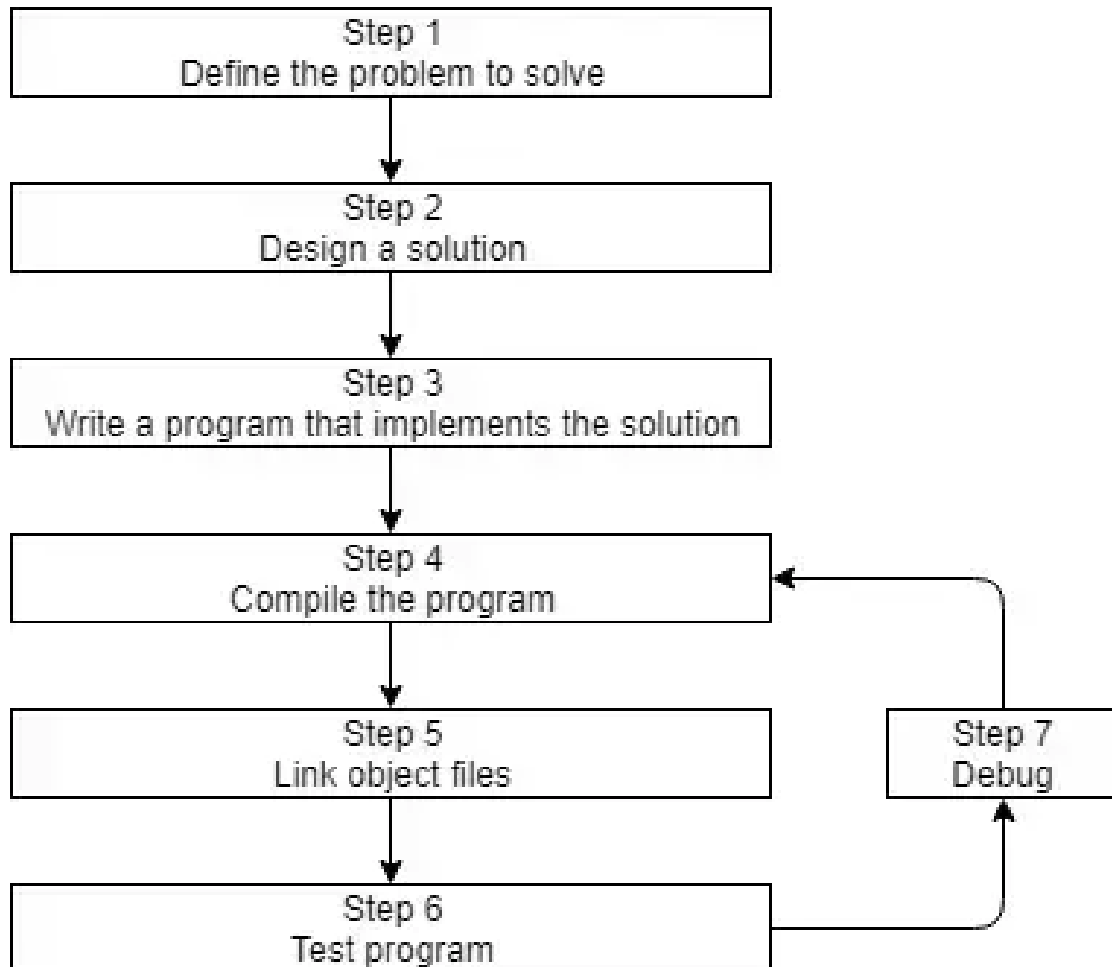 Step 1
Define the problem to solve
Step 2
Design a solution
Step 3
Write a program that implements the solution
Step 4
Compile the program
Step 5
Link object files
Step 7
Debug
Step 6
Test program